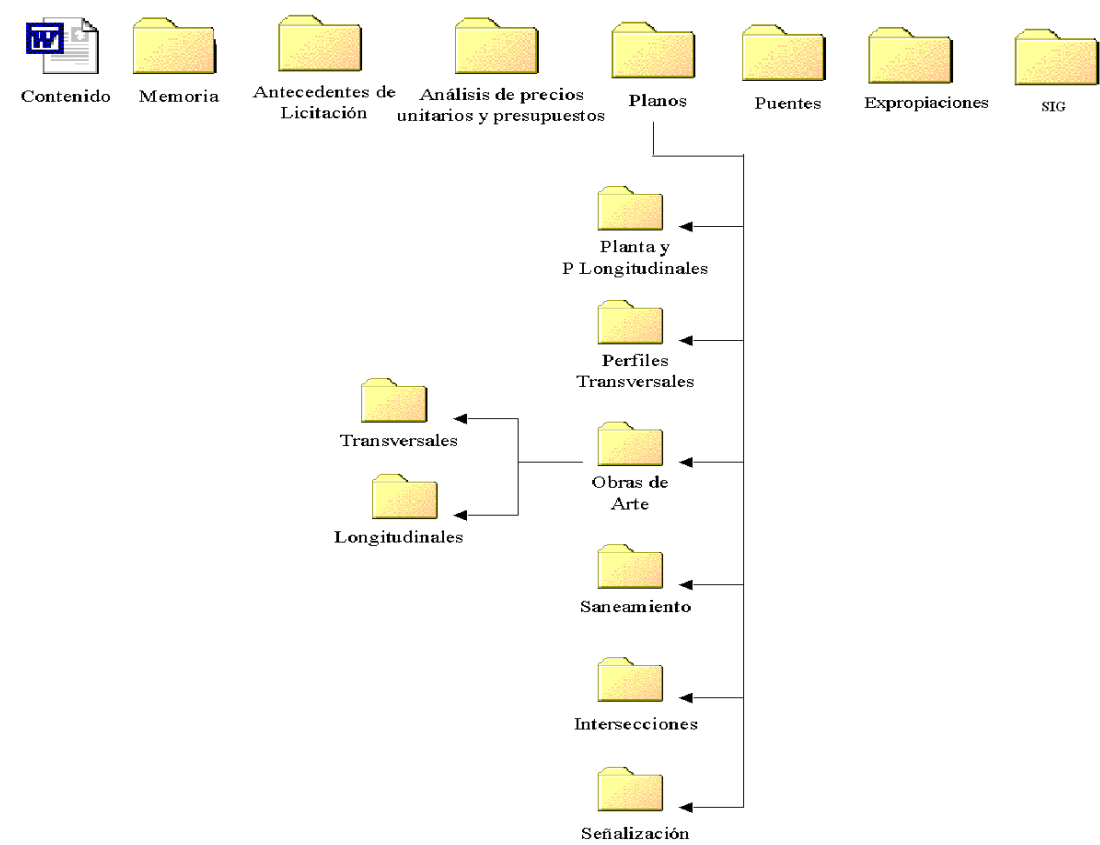 Contenido
Memoria
Antecedentes de
Licitación
Análisis de precios
unitarios y presupuestos
Planos
Puentes
Expropiaciones
SIG
Planta y
P Longitudinales
Perfiles
Transversales
Transversales
Longitudinales
Obras de
Arte
Saneamiento
Intersecciones
Señalización